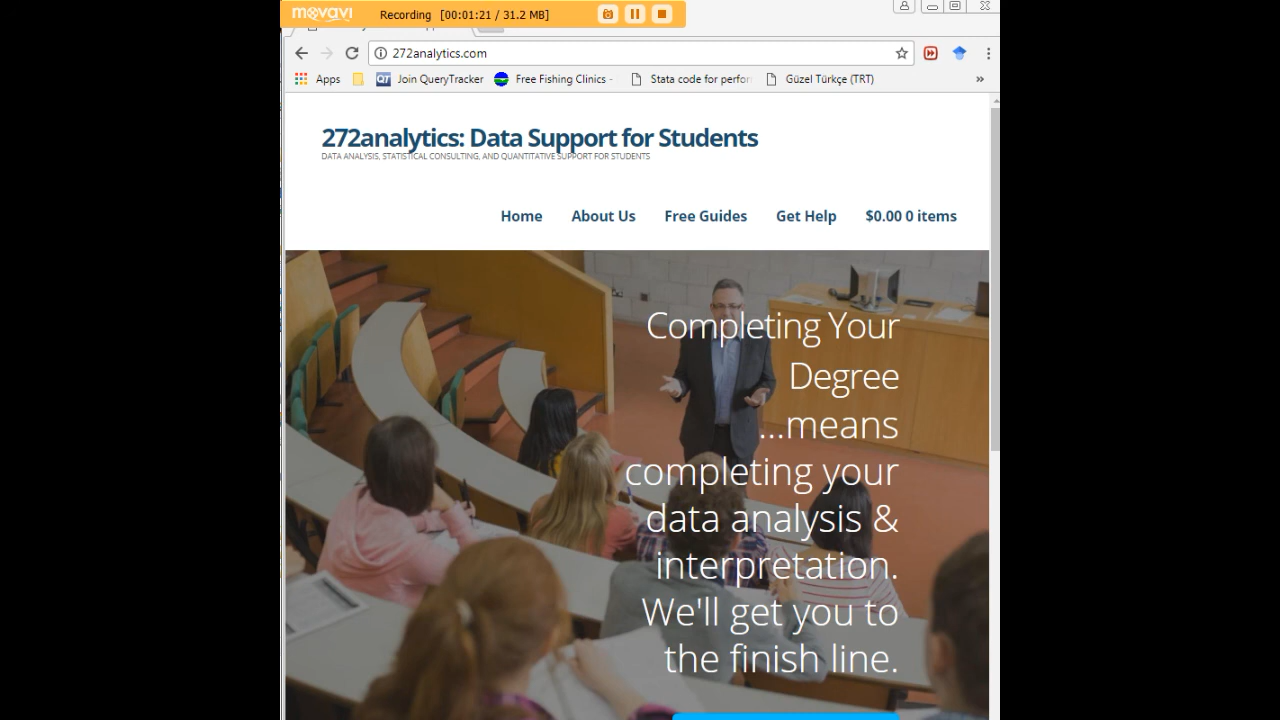 movavi Recording [00:01:21 / 31.2 MB]
272analytics.com
Apps QT Join QueryTracker Free Fishing Clinics - Stata code for perfor Güzel Türkçe (TRT) »
272analytics: Data Support for Students
DATA ANALYSIS, STATISTICAL CONSULTING, AND QUANTITATIVE SUPPORT FOR STUDENTS
Home About Us Free Guides Get Help $0.00 0 items
Completing Your
Degree
...means
completing your
data analysis &
interpretation.
We'll get you to
the finish line.